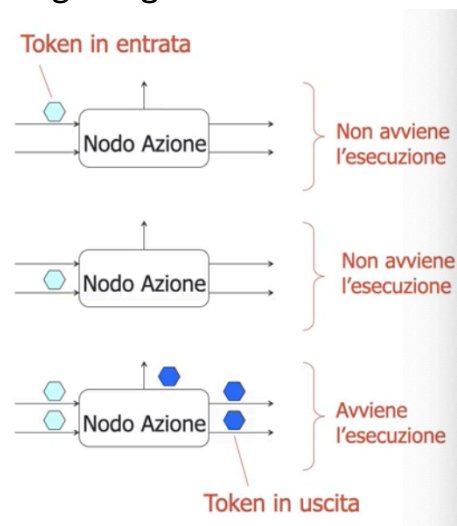 Token in entrata
Nodo Azione
Non avviene
l'esecuzione
Nodo Azione
Non avviene
l'esecuzione
Nodo Azione
Avviene
l'esecuzione
Token in uscita